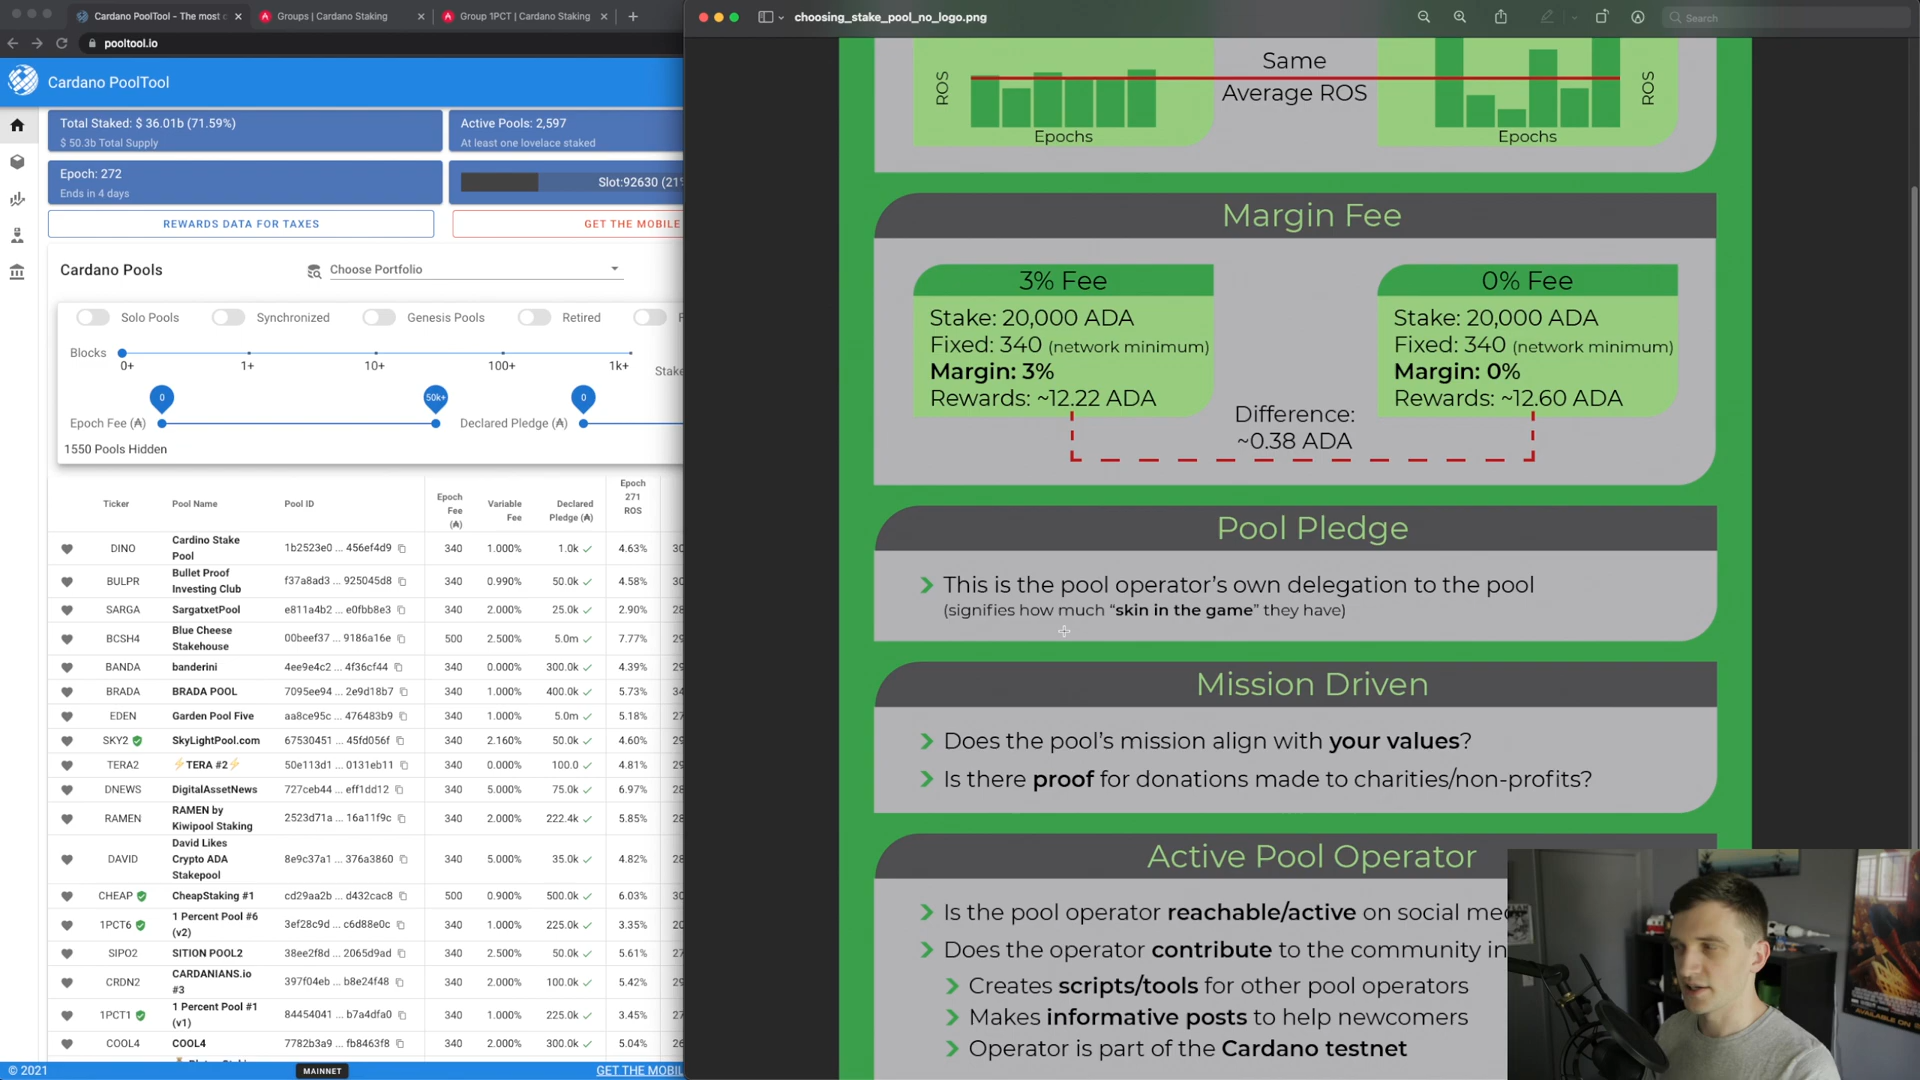 Cardano PoolTool - The most c
Groups | Cardano Staking
Group 1PCT | Cardano Staking
pooltool.io
Cardano PoolTool
Total Staked: $ 36.01b (71.59%)
$ 50.3b Total Supply
Active Pools: 2,597
At least one lovelace staked
Epoch: 272
Ends in 4 days
Slot:92630 (21%
REWARDS DATA FOR TAXES
GET THE MOBILE
Cardano Pools
Choose Portfolio
Solo Pools
Synchronized
Genesis Pools
Retired
Blocks
0+
1+
10+
100+
1k+
Stake
0
50k+
0
Epoch Fee (₳)
Declared Pledge (₳)
1550 Pools Hidden
Ticker
Pool Name
Pool ID
Epoch Fee (₳)
Variable Fee
Declared Pledge (₳)
Epoch 271 ROS
DINO Cardino Stake Pool 1b2523e0 ... 456ef4d9 340 1.000% 1.0k 4.63% 30
BULPR Bullet Proof Investing Club f37a8ad3 ... 925045d8 340 0.990% 50.0k 4.58% 29
SARGA SargatxetPool e811a4b2 ... e0fbb8e3 340 2.000% 25.0k 2.90% 28
BCSH4 Blue Cheese Stakehouse 00beef37 ... 9186a16e 500 2.500% 5.0m 7.77% 29
BANDA banderini 4ee9e4c2 ... 4f36cf44 340 0.000% 300.0k 4.39% 29
BRADA BRADA POOL 7095ee94 ... 2e9d18b7 340 1.000% 400.0k 5.73% 34
EDEN Garden Pool Five aa8ce95c ... 476483b9 340 1.000% 5.0m 5.18% 27
SKY2 SkyLightPool.com 67530451 ... 45fd056f 340 2.160% 50.0k 4.60% 29
TERA2 ⚡TERA #2⚡ 50e113d1 ... 0131eb11 340 0.000% 100.0 4.81% 29
DNEWS DigitalAssetNews 727ceb44 ... eff1dd12 340 5.000% 75.0k 6.97% 29
RAMEN RAMEN by Kiwipool Staking 2523d71a ... 16a11f9c 340 2.000% 222.4k 5.85% 28
DAVID David Likes Crypto ADA Stakepool 8e9c37a1 ... 376a3860 340 5.000% 35.0k 4.82% 28
CHEAP CheapStaking #1 cd29aa2b ... d432cac8 500 0.900% 500.0k 6.03% 30
1PCT6 1 Percent Pool #6 (v2) 3ef28c9d ... c6d88e0c 340 1.000% 225.0k 3.35% 20
SIPO2 SITION POOL2 38ee2f8d ... 2065d9ad 340 2.500% 50.0k 5.61% 31
CRDN2 CARDANIANS.io #3 397f04eb ... b8e24f48 340 2.000% 100.0k 5.42% 29
1PCT1 1 Percent Pool #1 (v1) 84454041 ... b7a4dfa0 340 1.000% 225.0k 3.45% 27
COOL4 COOL4 7782b3a9 ... fb8463f8 340 2.000% 300.0k 5.04% 26
© 2021
MAINNET
GET THE MOBIL
choosing_stake_pool_no_logo.png
Search
ROS
Epochs
Same
Average ROS
ROS
Epochs
Margin Fee
3% Fee
Stake: 20,000 ADA
Fixed: 340 (network minimum)
Margin: 3%
Rewards: ~12.22 ADA
Difference:
~0.38 ADA
0% Fee
Stake: 20,000 ADA
Fixed: 340 (network minimum)
Margin: 0%
Rewards: ~12.60 ADA
Pool Pledge
This is the pool operator's own delegation to the pool
(signifies how much "skin in the game" they have)
Mission Driven
Does the pool's mission align with your values?
Is there proof for donations made to charities/non-profits?
Active Pool Operator
Is the pool operator reachable/active on social me
Does the operator contribute to the community in
Creates scripts/tools for other pool operators
Makes informative posts to help newcomers
Operator is part of the Cardano testnet